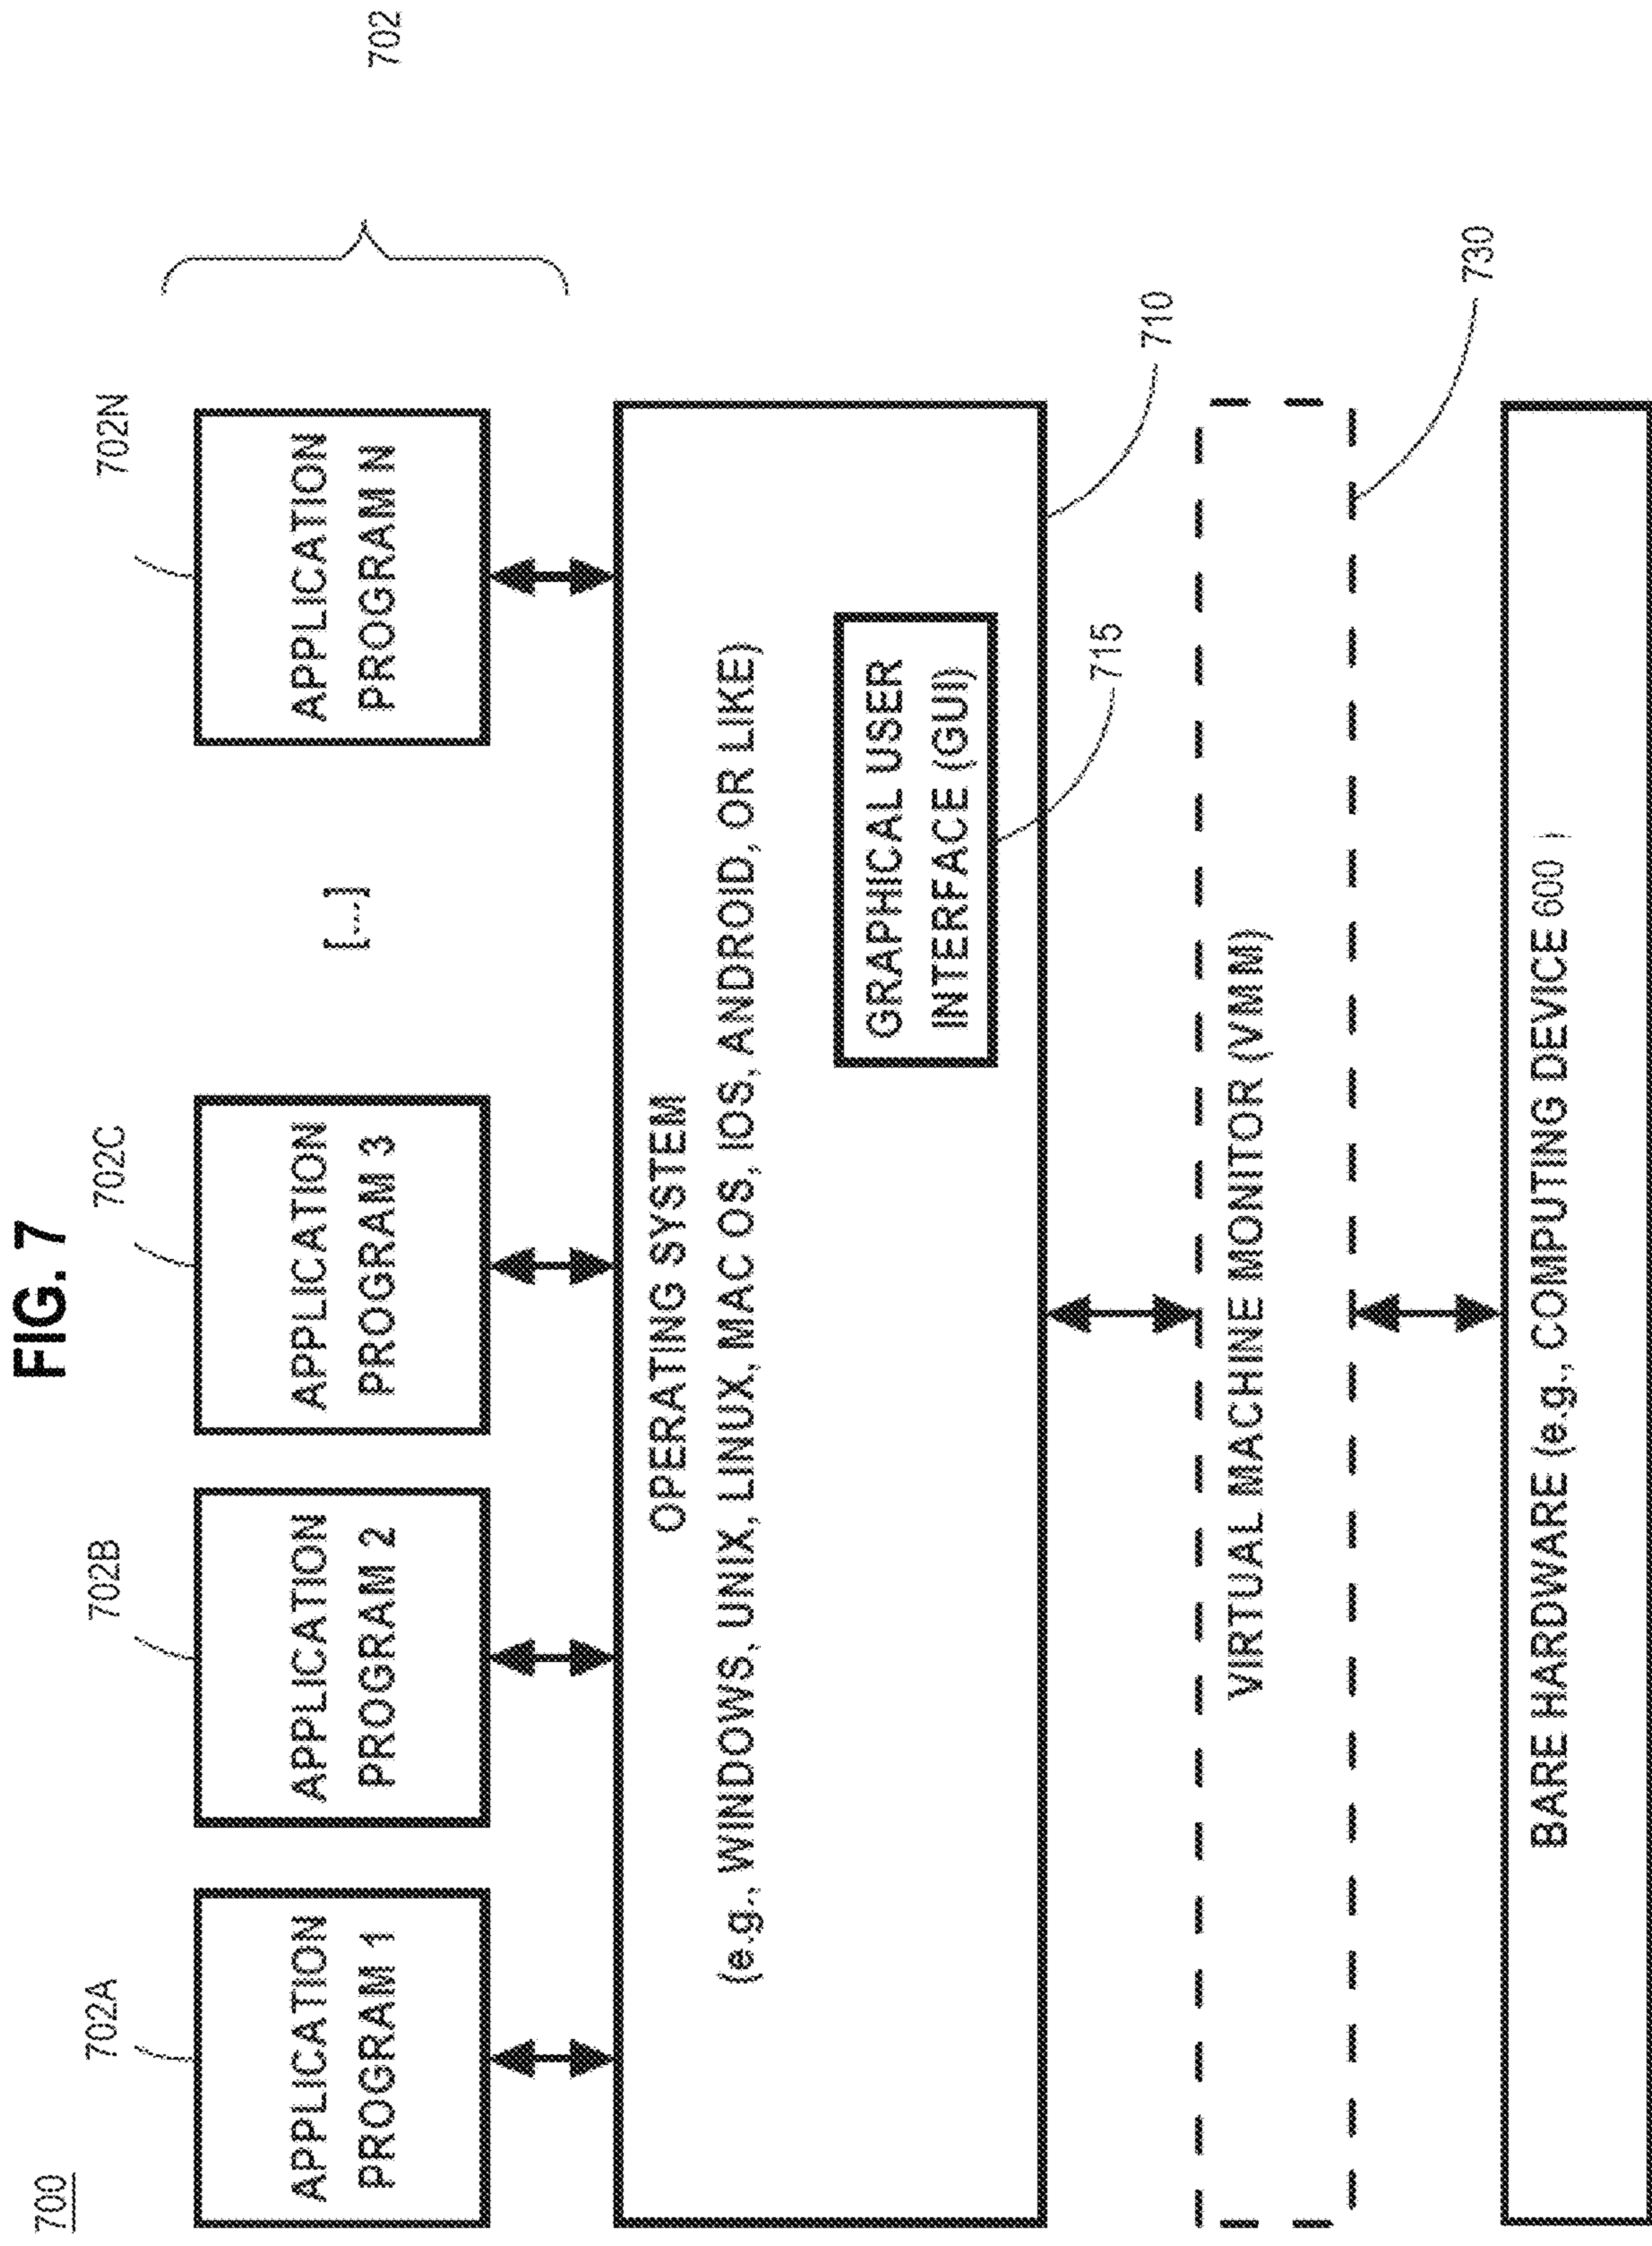 FIG. 7
700
702A
702B
702C
702N
702
APPLICATION
PROGRAM 1
APPLICATION
PROGRAM 2
APPLICATION
PROGRAM 3
[...]
APPLICATION
PROGRAM N
OPERATING SYSTEM
(e.g., WINDOWS, UNIX, LINUX, MAC OS, IOS, ANDROID, OR LIKE)
GRAPHICAL USER
INTERFACE (GUI)
715
710
VIRTUAL MACHINE MONITOR (VMM)
730
BARE HARDWARE (e.g., COMPUTING DEVICE 600 )